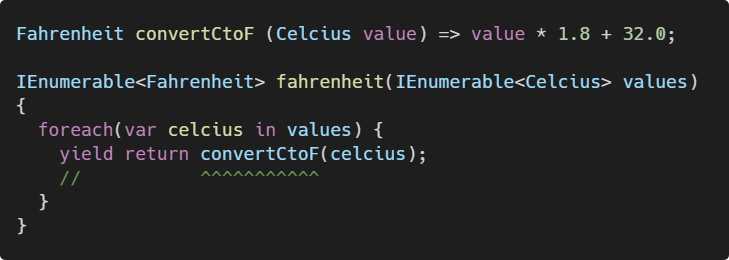 Fahrenheit convertCtoF (Celcius value) => value * 1.8 + 32.0;
IEnumerable<Fahrenheit> fahrenheit(IEnumerable<Celcius> values)
{
  foreach(var celcius in values) {
    yield return convertCtoF(celcius);
    //           ^^^^^^^^^^^
  }
}